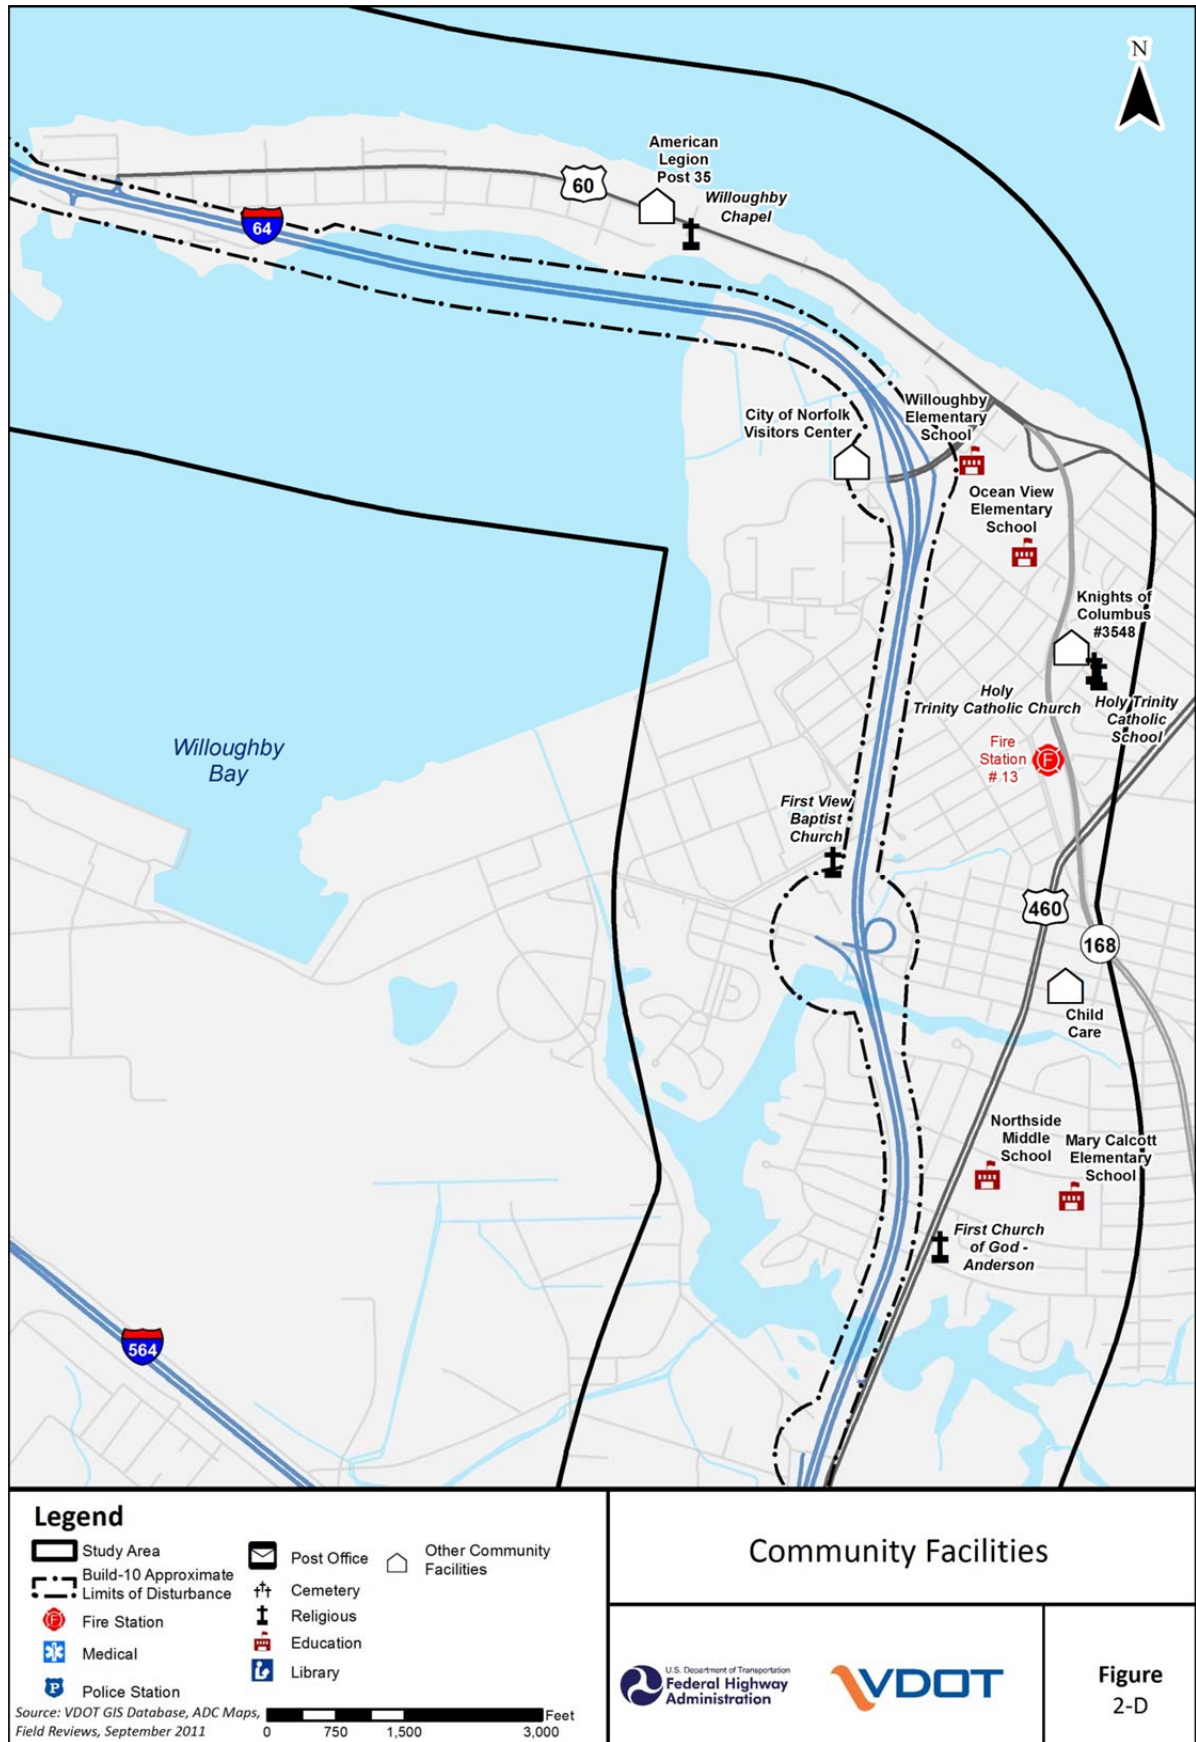 N
American
Legion
Post 35
60
Willoughby
Chapel
64
City of Norfolk
Visitors Center
Willoughby
Elementary
School
Ocean View
Elementary
School
Knights of
Columbus
#3548
Holy
Trinity Catholic Church
Holy Trinity
Catholic
School
Fire
Station
# 13
F
Willoughby
Bay
First View
Baptist
Church
460
168
Child
Care
Northside
Middle
School
Mary Calcott
Elementary
School
First Church
of God -
Anderson
564
Legend
Study Area
Build-10 Approximate
Limits of Disturbance
F
Fire Station
Medical
P
Police Station
Post Office
Cemetery
Religious
Education
Library
Other Community
Facilities
Source: VDOT GIS Database, ADC Maps,
Field Reviews, September 2011
Feet
0 750 1,500 3,000
Community Facilities
U.S. Department of Transportation
Federal Highway
Administration
VDOT
Figure
2-D